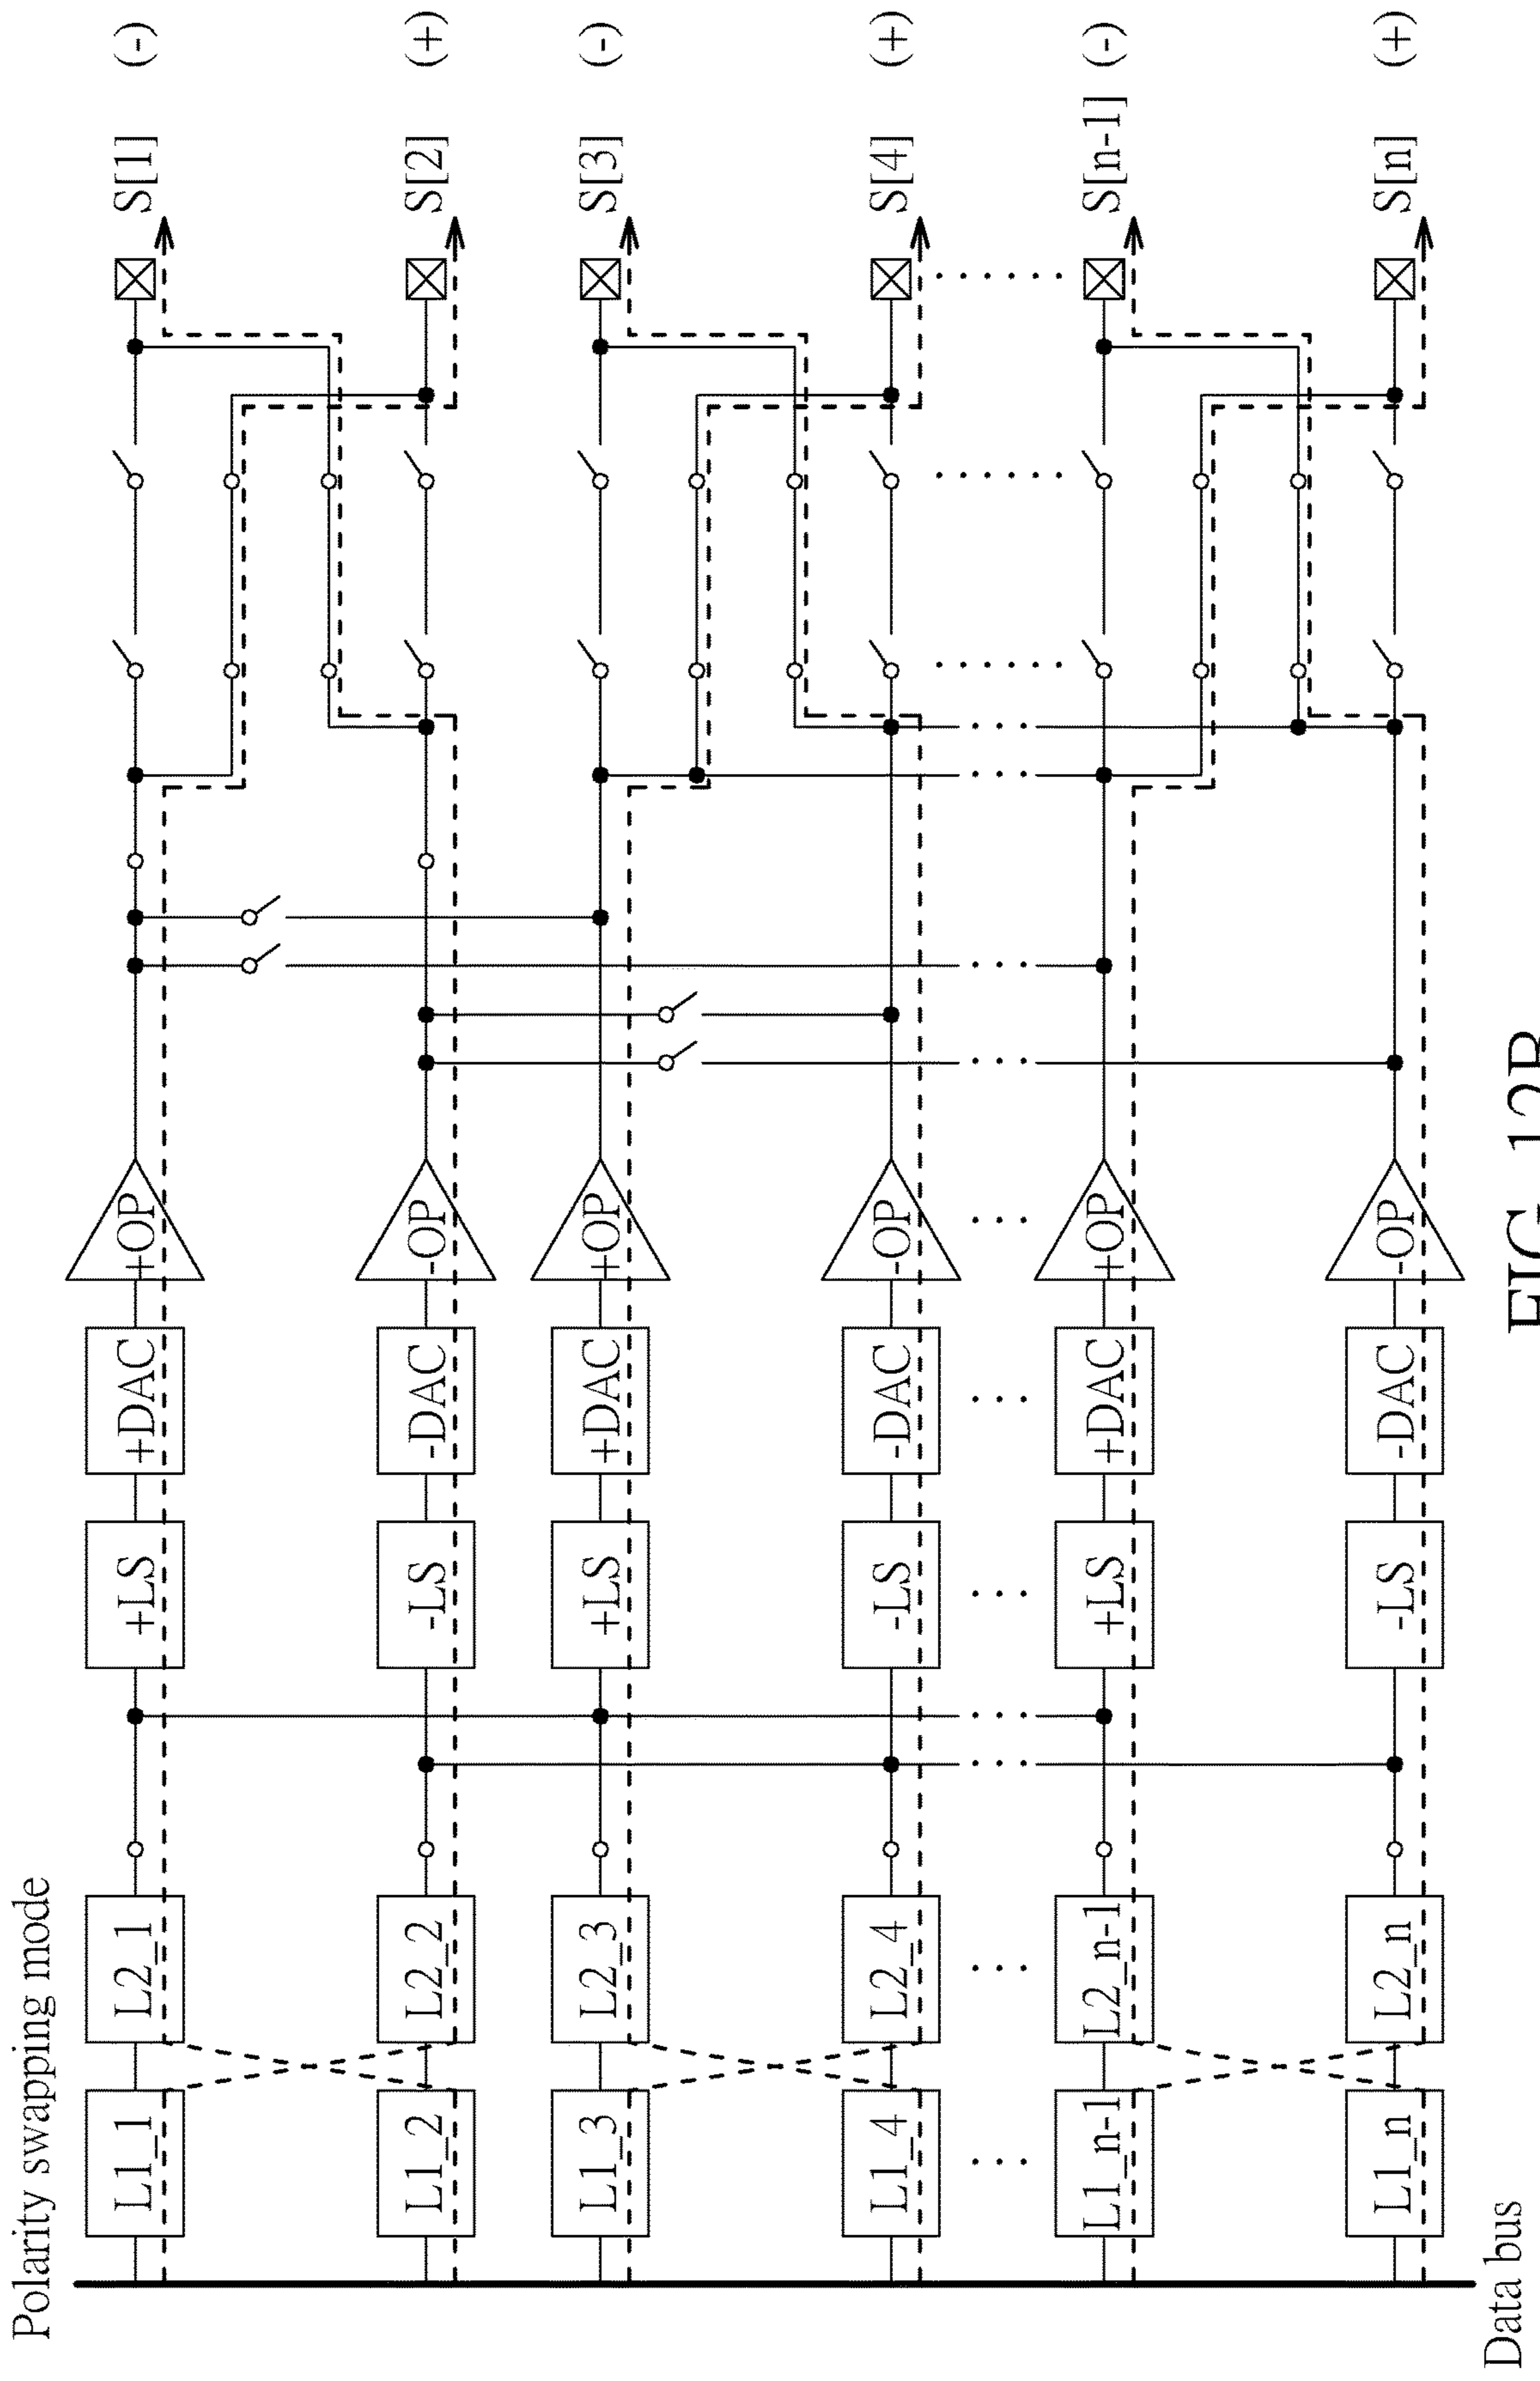 Polarity swapping mode
L1_1 L2_1 +LS +DAC +OP S[1] (-)
L1_2 L2_2 -LS -DAC -OP S[2] (+)
L1_3 L2_3 +LS +DAC +OP S[3] (-)
L1_4 L2_4 -LS -DAC -OP S[4] (+)
L1_n-1 L2_n-1 +LS +DAC +OP S[n-1] (-)
L1_n L2_n -LS -DAC -OP S[n] (+)
Data bus
FIG. 12B